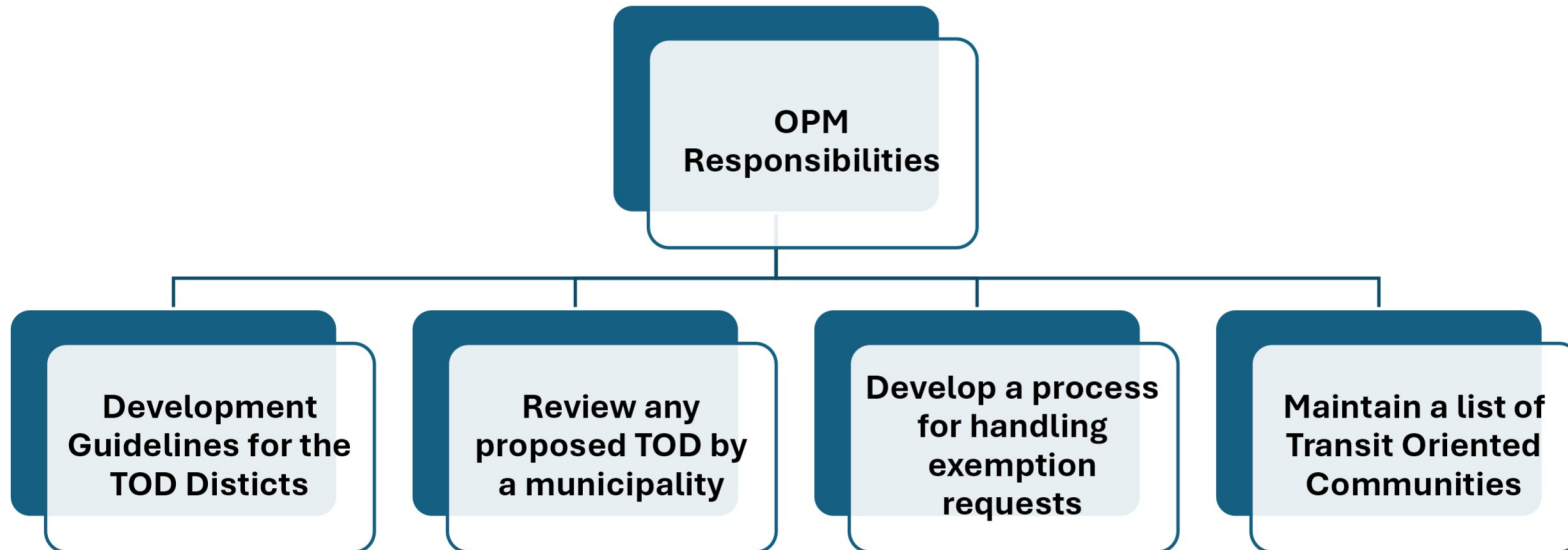 OPM
Responsibilities
Development
Guidelines for the
TOD Disticts
Review any
proposed TOD by
a municipality
Develop a process
for handling
exemption
requests
Maintain a list of
Transit Oriented
Communities